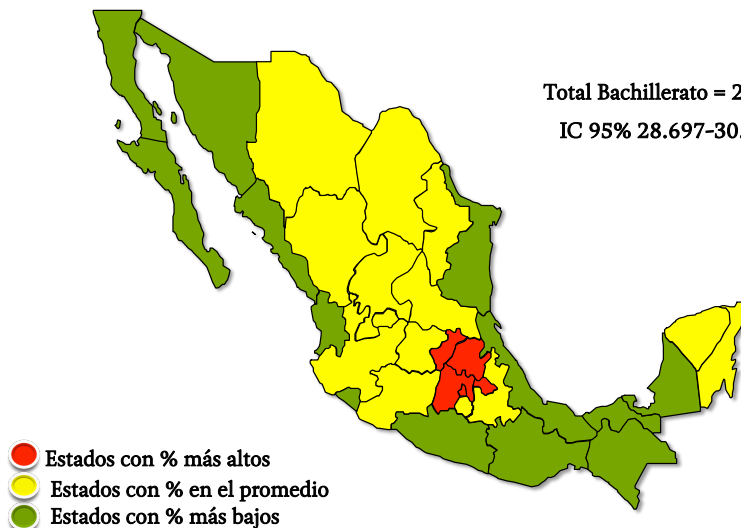 Total Bachillerato = 2
IC 95% 28.697-30.
Estados con % más altos
Estados con % en el promedio
Estados con % más bajos